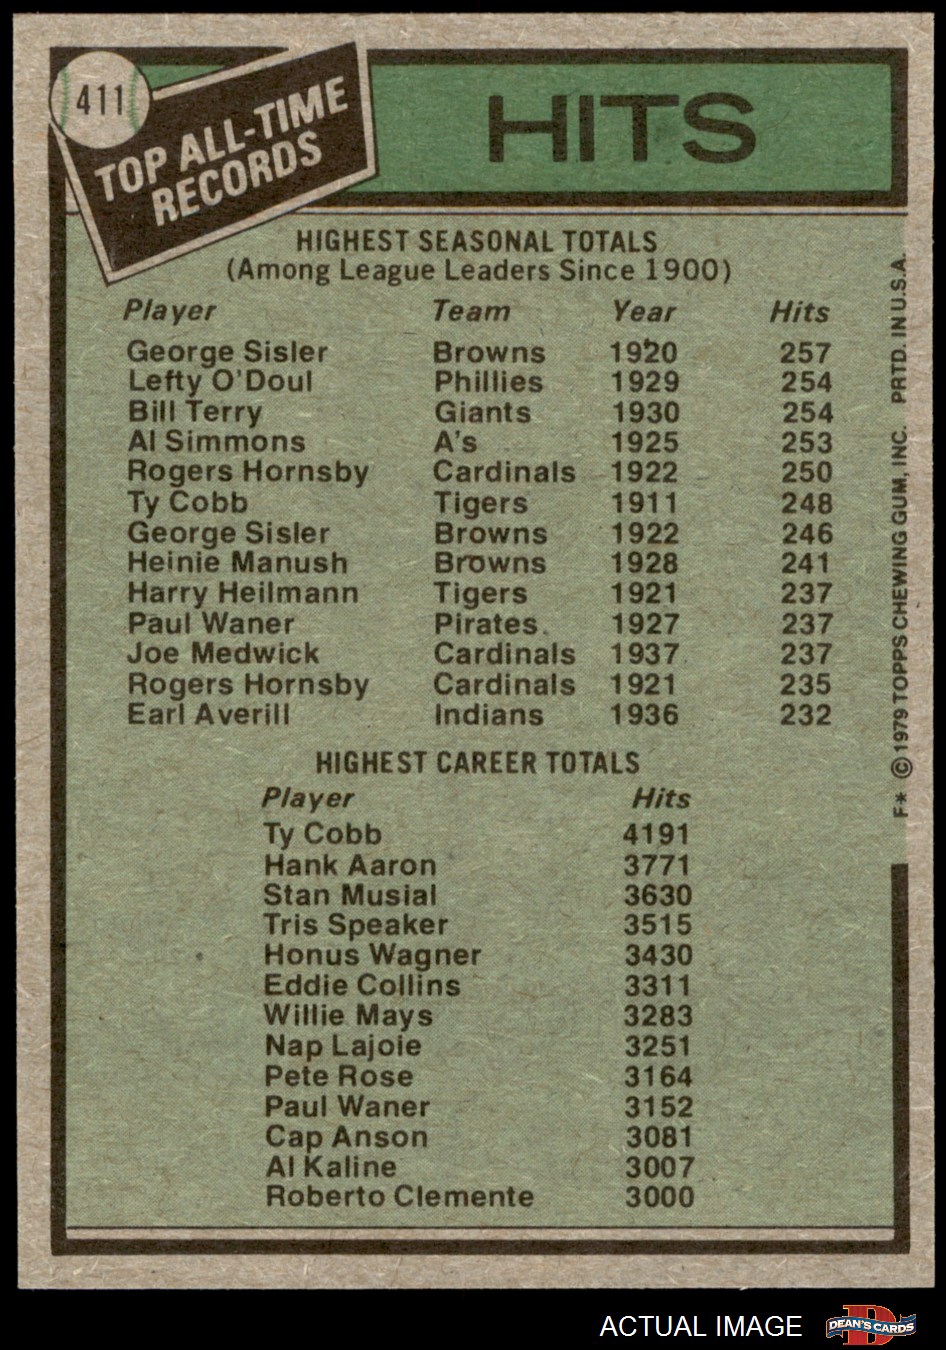 411
TOP ALL-TIME
RECORDS
HITS
HIGHEST SEASONAL TOTALS
(Among League Leaders Since 1900)
Player Team Year Hits
George Sisler Browns 1920 257
Lefty O'Doul Phillies 1929 254
Bill Terry Giants 1930 254
Al Simmons A's 1925 253
Rogers Hornsby Cardinals 1922 250
Ty Cobb Tigers 1911 248
George Sisler Browns 1922 246
Heinie Manush Browns 1928 241
Harry Heilmann Tigers 1921 237
Paul Waner Pirates 1927 237
Joe Medwick Cardinals 1937 237
Rogers Hornsby Cardinals 1921 235
Earl Averill Indians 1936 232
HIGHEST CAREER TOTALS
Player Hits
Ty Cobb 4191
Hank Aaron 3771
Stan Musial 3630
Tris Speaker 3515
Honus Wagner 3430
Eddie Collins 3311
Willie Mays 3283
Nap Lajoie 3251
Pete Rose 3164
Paul Waner 3152
Cap Anson 3081
Al Kaline 3007
Roberto Clemente 3000
F* © 1979 TOPPS CHEWING GUM, INC. PRTD. IN U.S.A.
ACTUAL IMAGE
D
DEAN'S CARDS